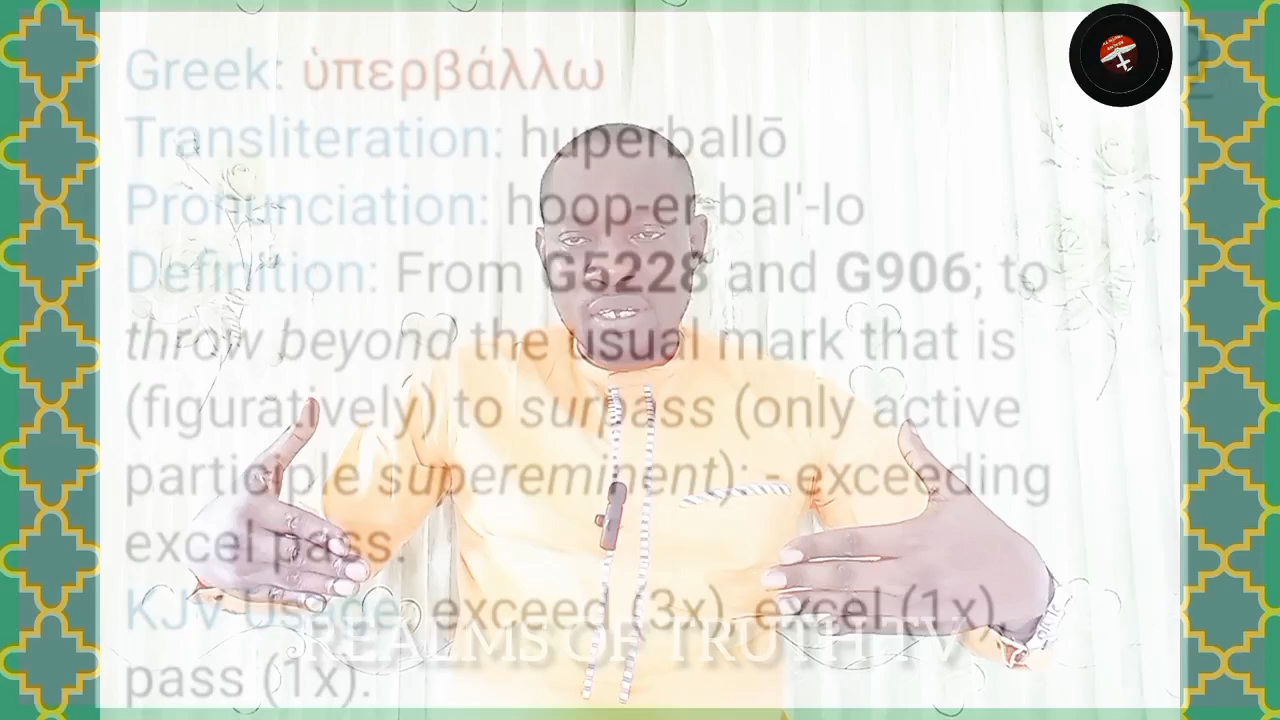 Greek: ὑπερβάλλω
Transliteration: huperballō
Pronunciation: hoop-er-bal'-lo
Definition: From G5228 and G906; to
throw beyond the usual mark that is
(figuratively) to surpass (only active
participle supereminent): - exceeding
excel pass.
KJV Usage: exceed (3x), excel (1x),
REALMS OF TRUTH TV
pass (1x).